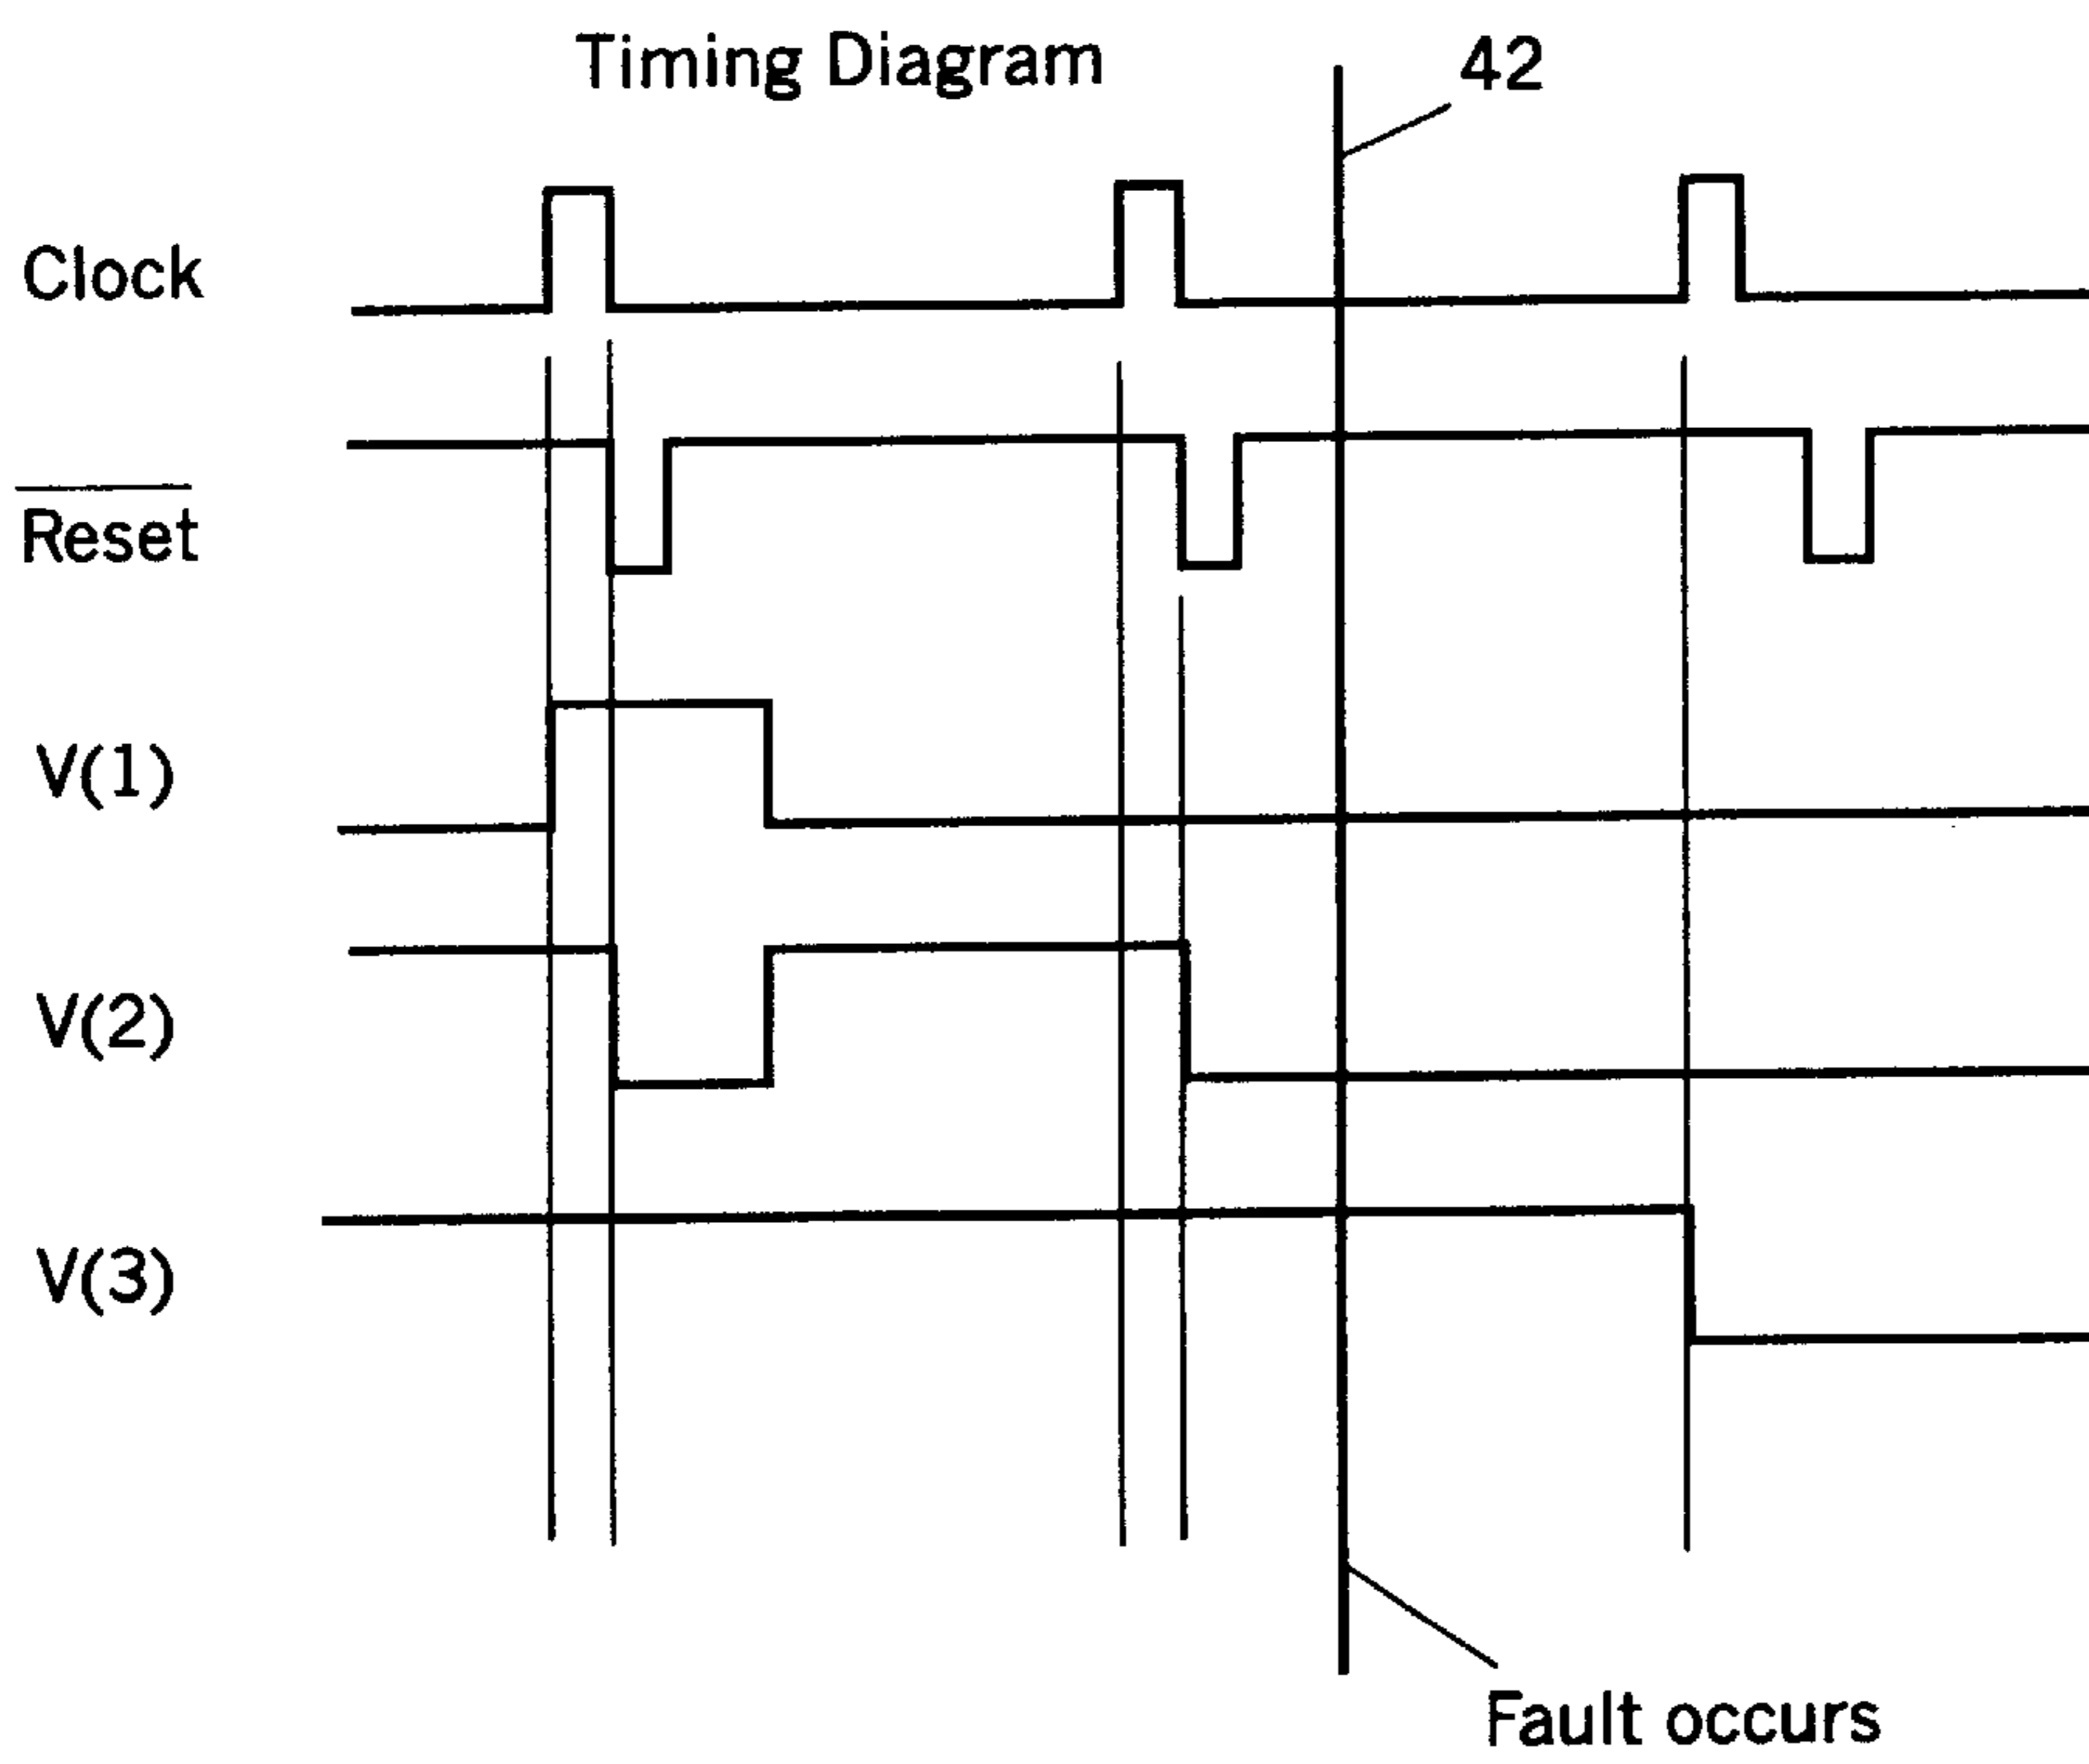 Timing Diagram
42
Clock
Reset
V(1)
V(2)
V(3)
Fault occurs